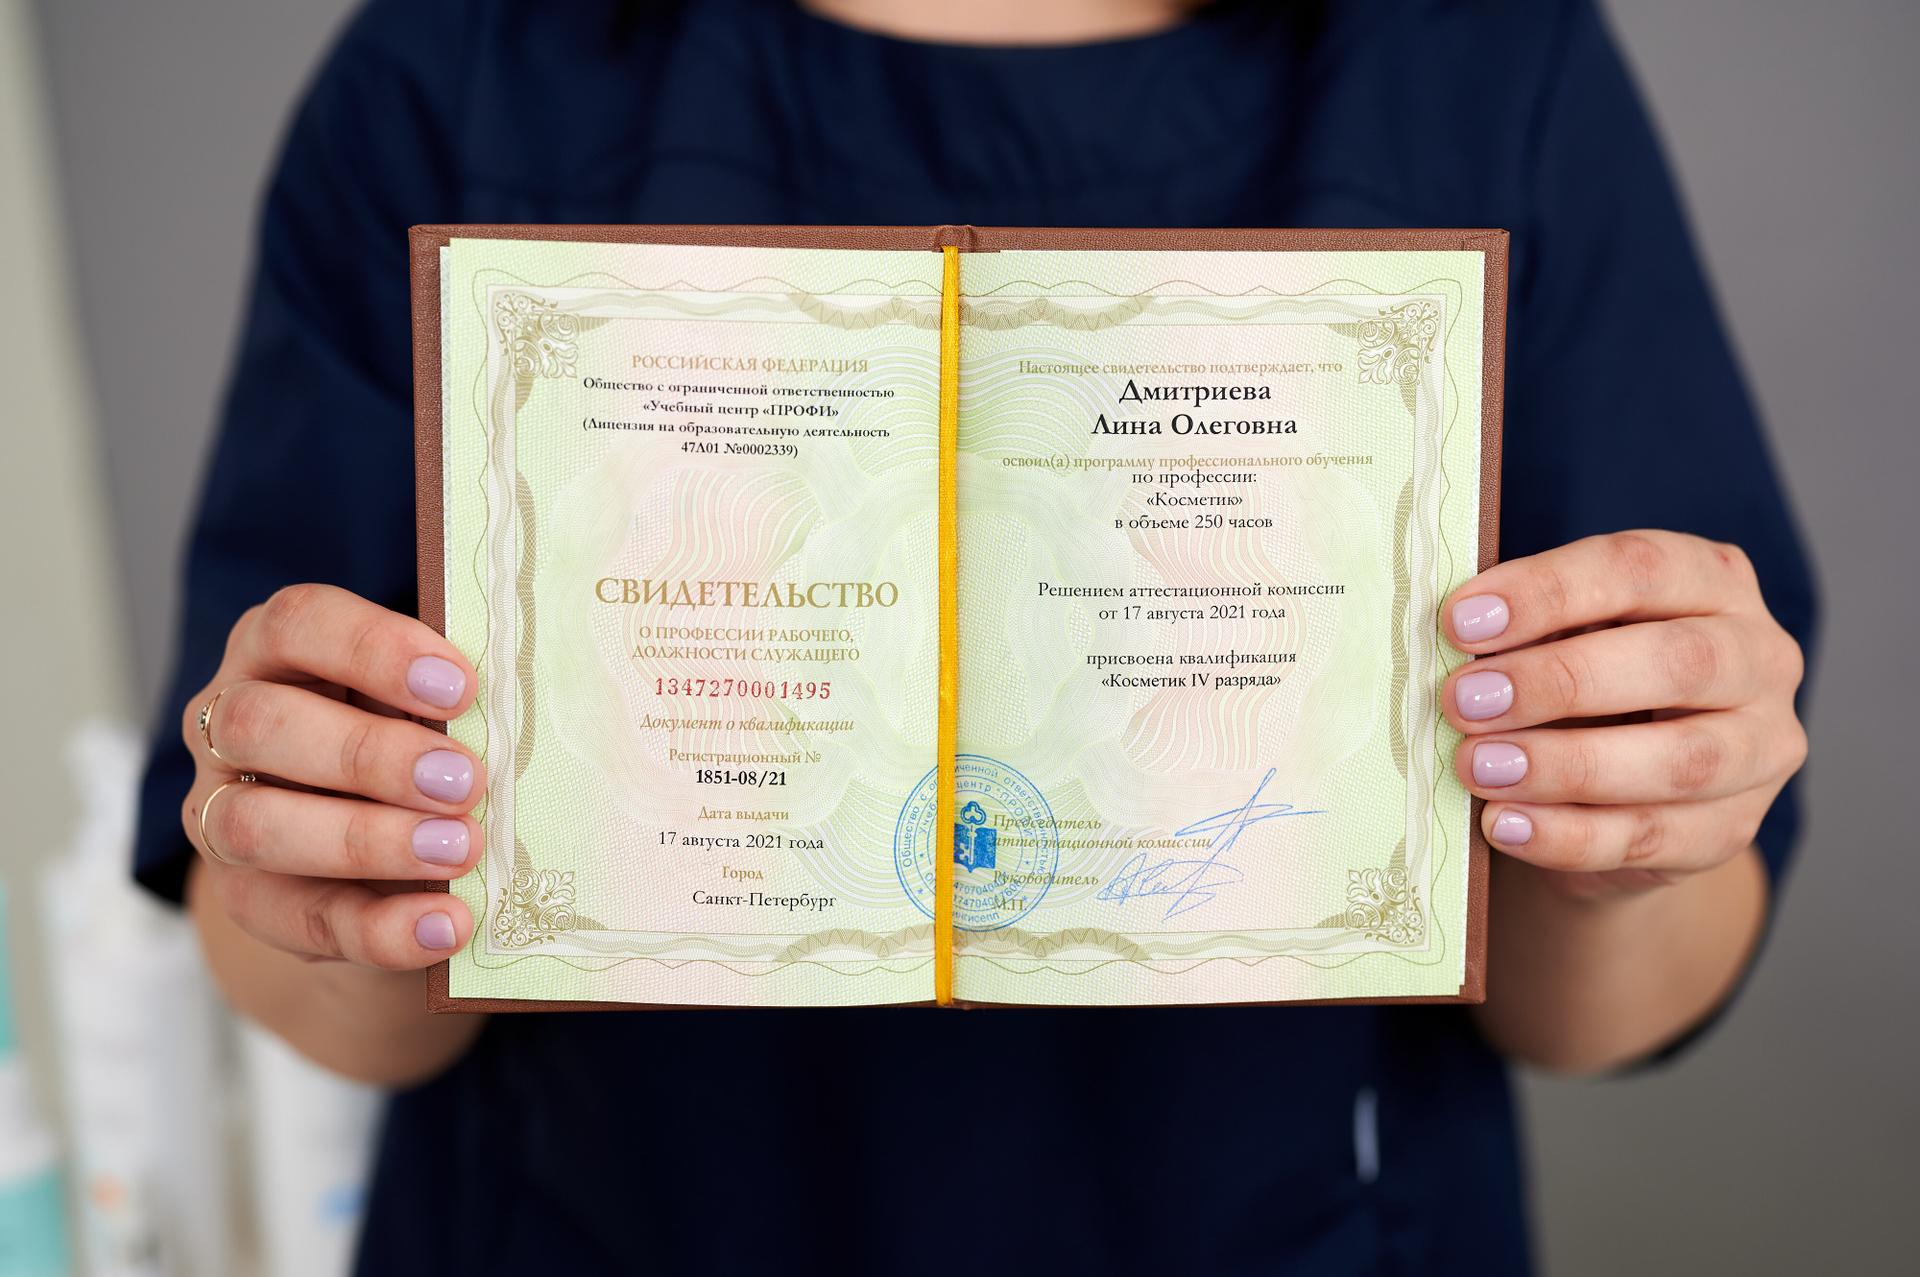 РОССИЙСКАЯ ФЕДЕРАЦИЯ
Общество с ограниченной ответственностью
«Учебный центр «ПРОФИ»
(Лицензия на образовательную деятельность
47Л01 №0002339)
СВИДЕТЕЛЬСТВО
О ПРОФЕССИИ РАБОЧЕГО,
ДОЛЖНОСТИ СЛУЖАЩЕГО
1347270001495
Документ о квалификации
Регистрационный №
1851-08/21
Дата выдачи
17 августа 2021 года
Город
Санкт-Петербург
Настоящее свидетельство подтверждает, что
Дмитриева
Лина Олеговна
освоил(а) программу профессионального обучения
по профессии:
«Косметик»
в объеме 250 часов
Решением аттестационной комиссии
от 17 августа 2021 года
присвоена квалификация
«Косметик IV разряда»
Председатель
аттестационной комиссии
Руководитель
М.П.